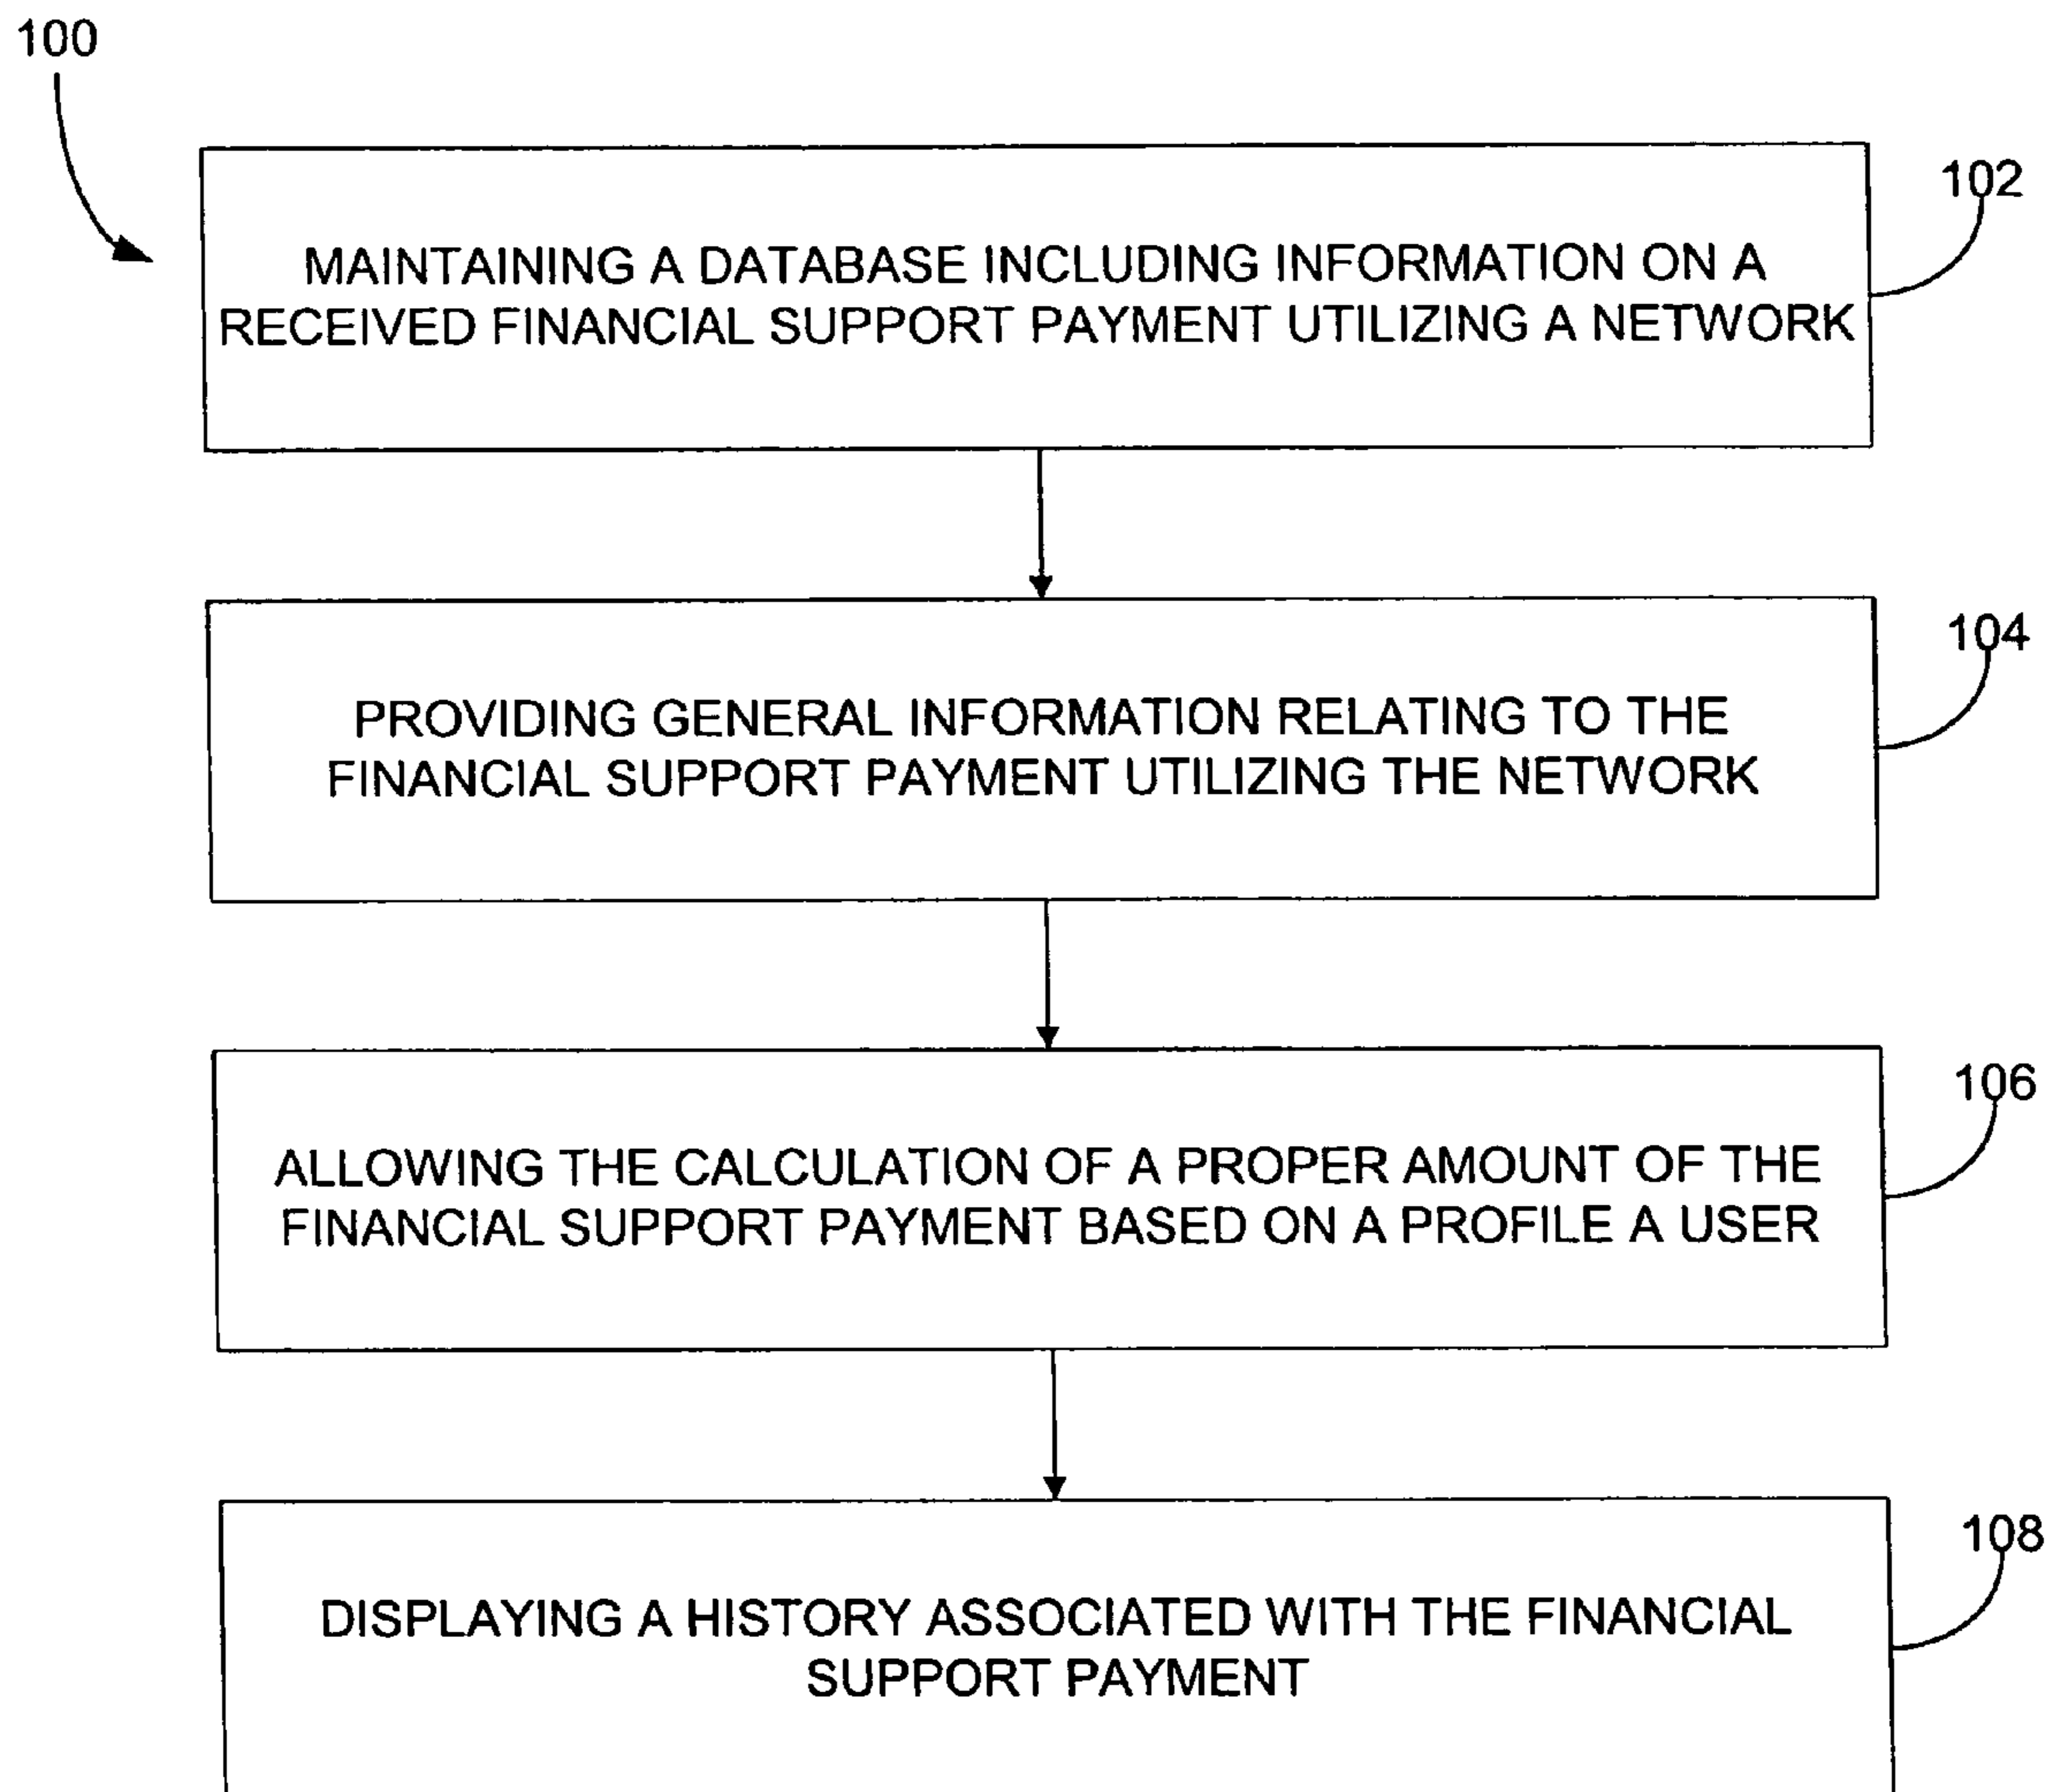 100
102
MAINTAINING A DATABASE INCLUDING INFORMATION ON A
RECEIVED FINANCIAL SUPPORT PAYMENT UTILIZING A NETWORK
104
PROVIDING GENERAL INFORMATION RELATING TO THE
FINANCIAL SUPPORT PAYMENT UTILIZING THE NETWORK
106
ALLOWING THE CALCULATION OF A PROPER AMOUNT OF THE
FINANCIAL SUPPORT PAYMENT BASED ON A PROFILE A USER
108
DISPLAYING A HISTORY ASSOCIATED WITH THE FINANCIAL
SUPPORT PAYMENT